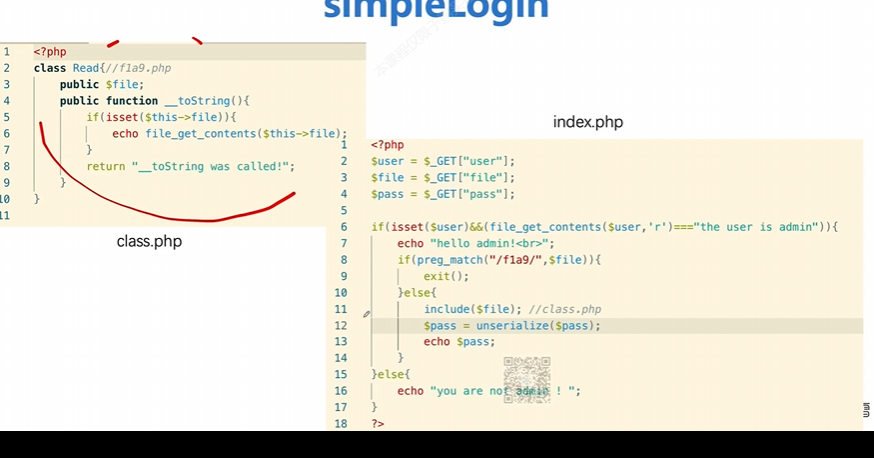 simpleLogin
1 <?php
2 class Read{//f1a9.php
3 public $file;
4 public function __toString(){
5 if(isset($this->file)){
6 echo file_get_contents($this->file);
7 }
8 return "__toString was called!";
9 }
10 }
11
class.php
index.php
1 <?php
2 $user = $_GET["user"];
3 $file = $_GET["file"];
4 $pass = $_GET["pass"];
5
6 if(isset($user)&&(file_get_contents($user,'r')==="the user is admin")){
7 echo "hello admin!<br>";
8 if(preg_match("/f1a9/",$file)){
9 exit();
10 }else{
11 include($file); //class.php
12 $pass = unserialize($pass);
13 echo $pass;
14 }
15 }else{
16 echo "you are not admin ! ";
17 }
18 ?>